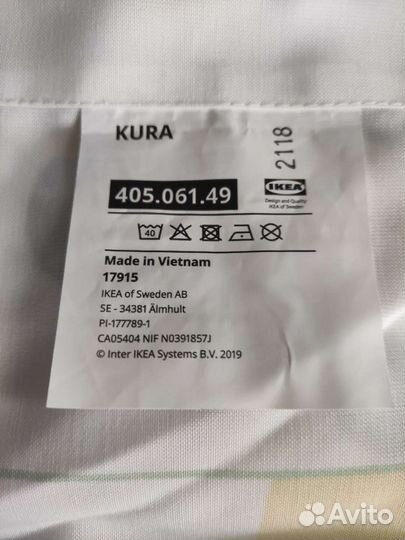 KURA
2118
405.061.49
IKEA
Design and Quality
IKEA of Sweden
40
Made in Vietnam
17915
IKEA of Sweden AB
SE - 34381 Älmhult
PI-177789-1
CA05404 NIF N0391857J
© Inter IKEA Systems B.V. 2019
Avito